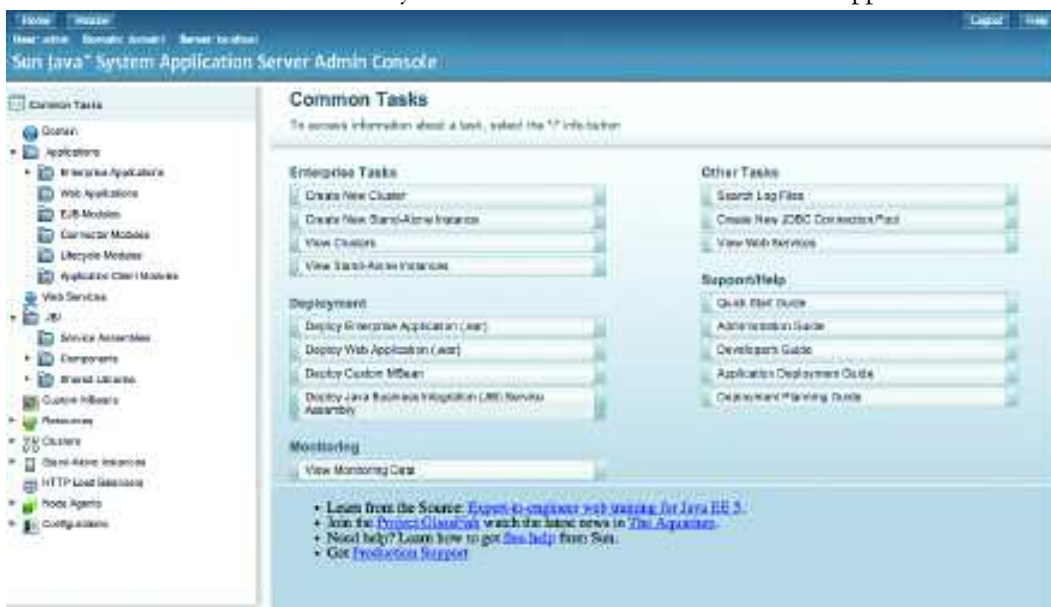 Home
Logout Help
User: admin Domain: domain1 Server: localhost
Sun Java™ System Application Server Admin Console
Common Tasks
Domain
Applications
Enterprise Applications
Web Applications
EJB Modules
Connector Modules
Lifecycle Modules
Application Client Modules
Web Services
JBI
Service Assemblies
Components
Shared Libraries
Custom MBeans
Resources
Clusters
Stand-Alone Instances
HTTP Load Balancers
Node Agents
Configurations
Common Tasks
To access information about a task, select the "i" info button
Enterprise Tasks
Create New Cluster
Create New Stand-Alone Instance
View Clusters
View Stand-Alone Instances
Deployment
Deploy Enterprise Application (.ear)
Deploy Web Application (.war)
Deploy Custom MBean
Deploy Java Business Integration (JBI) Service
Assembly
Monitoring
View Monitoring Data
Other Tasks
Search Log Files
Create New JDBC Connection Pool
View Web Services
Support/Help
Quick Start Guide
Administration Guide
Developer's Guide
Application Deployment Guide
Deployment Planning Guide
• Learn from the Source: Expert-to-engineer web training for Java EE 5.
• Join the Project GlassFish watch the latest news in The Aquarium.
• Need help? Learn how to get free help from Sun.
• Get Production Support